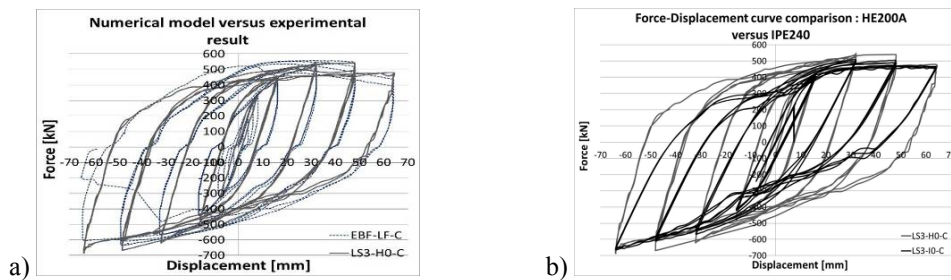 Numerical model versus experimental
result
600
500
400
300
200
100
0
-70 -60 -50 -40 -30 -20 -10 0 10 20 30 40 50 60 70
-100
-200
-300
-400
-500
-600
-700
Force [kN]
Displacement [mm]
EBF-LF-C
LS3-H0-C
a)
Force-Displacement curve comparison : HE200A
versus IPE240
600
500
400
300
200
100
0
-70 -60 -50 -40 -30 -20 -10 0 10 20 30 40 50 60 70
-100
-200
-300
-400
-500
-600
-700
Force [kN]
Displacement [mm]
LS3-H0-C
LS3-I0-C
b)